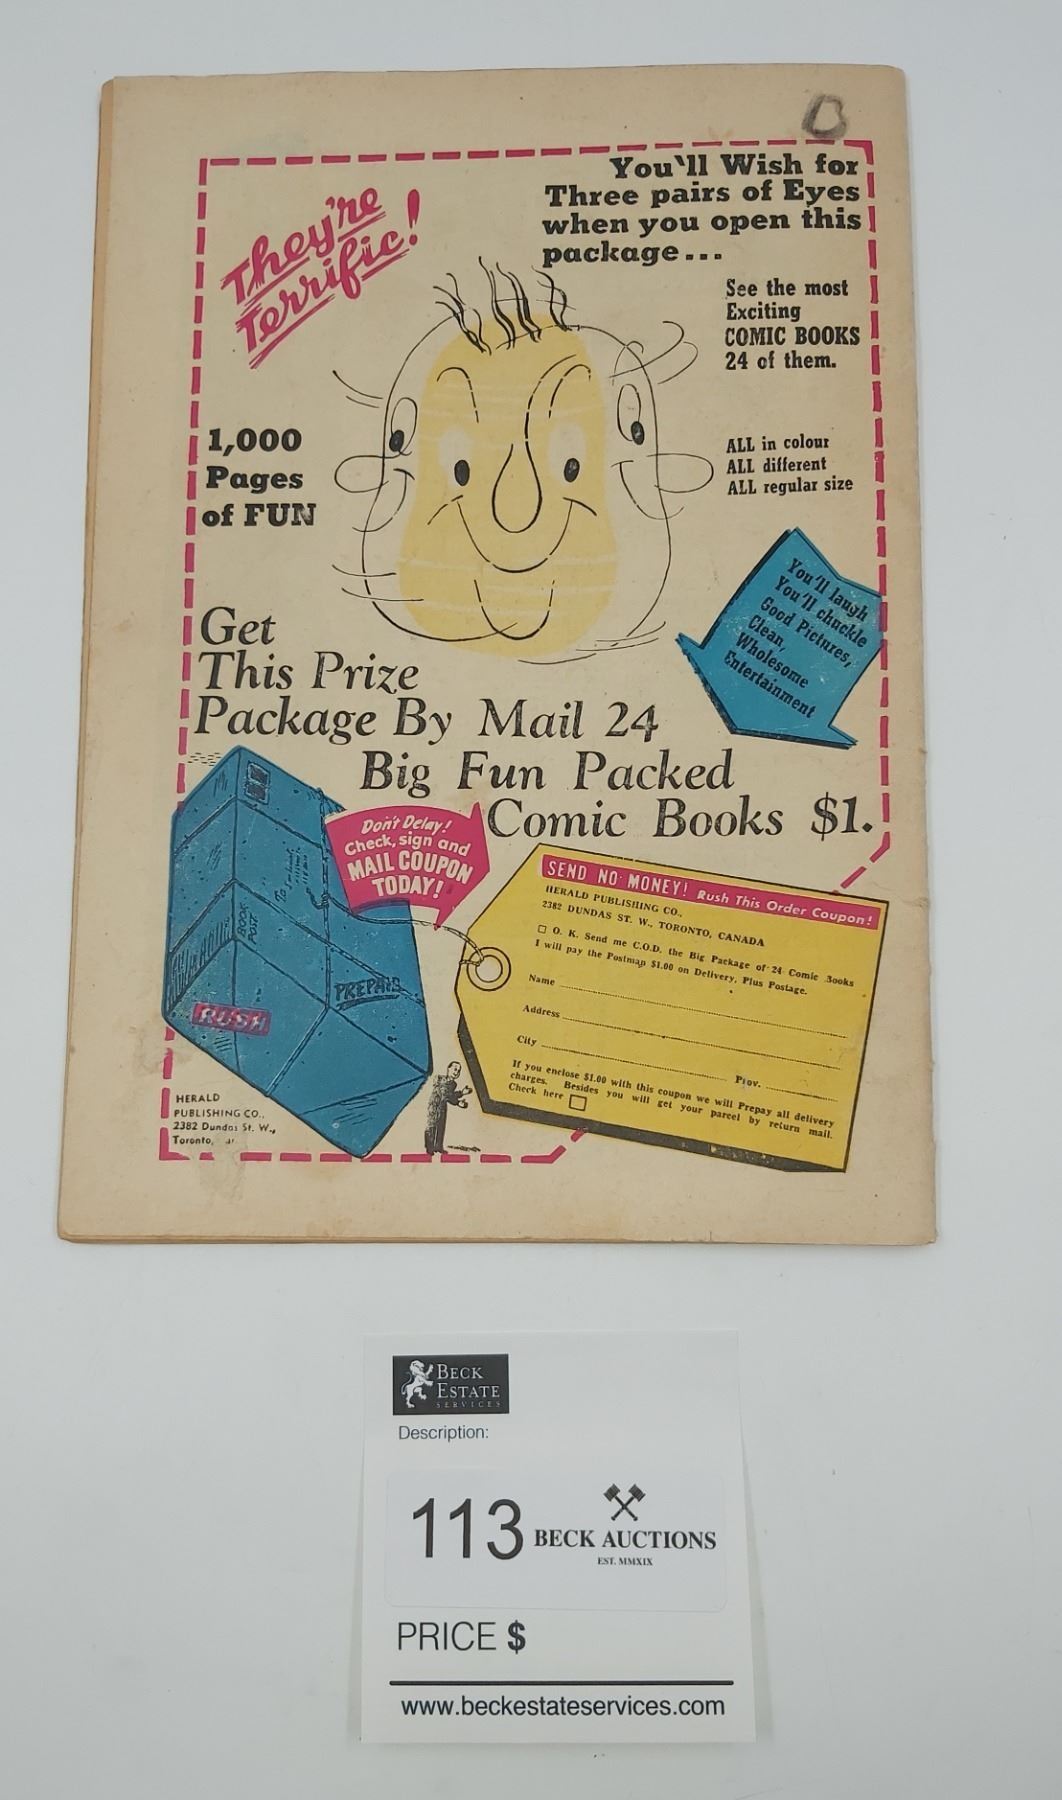 They're
Terrific!
You'll Wish for
Three pairs of Eyes
when you open this
package...
See the most
Exciting
COMIC BOOKS
24 of them.
1,000
Pages
of FUN
ALL in colour
ALL different
ALL regular size
You'll laugh
You'll chuckle
Good Pictures,
Clean,
Wholesome
Entertainment
Get
This Prize
Package By Mail 24
Big Fun Packed
Comic Books $1.
Don't Delay!
Check, sign and
MAIL COUPON
TODAY!
To
BOOK
POST
PREPAID
RUSH
SEND NO MONEY! Rush This Order Coupon!
HERALD PUBLISHING CO.,
2382 DUNDAS ST. W., TORONTO, CANADA
O. K. Send me C.O.D. the Big Package of 24 Comic Books
I will pay the Postman $1.00 on Delivery, Plus Postage.
Name
Address
City
Prov.
If you enclose $1.00 with this coupon we will Prepay all delivery
charges. Besides you will get your parcel by return mail.
Check here
HERALD
PUBLISHING CO.,
2382 Dundas St. W.,
Toronto,
BECK
ESTATE
SERVICES
Description:
113
BECK AUCTIONS
EST. MMXIX
PRICE $
www.beckestateservices.com